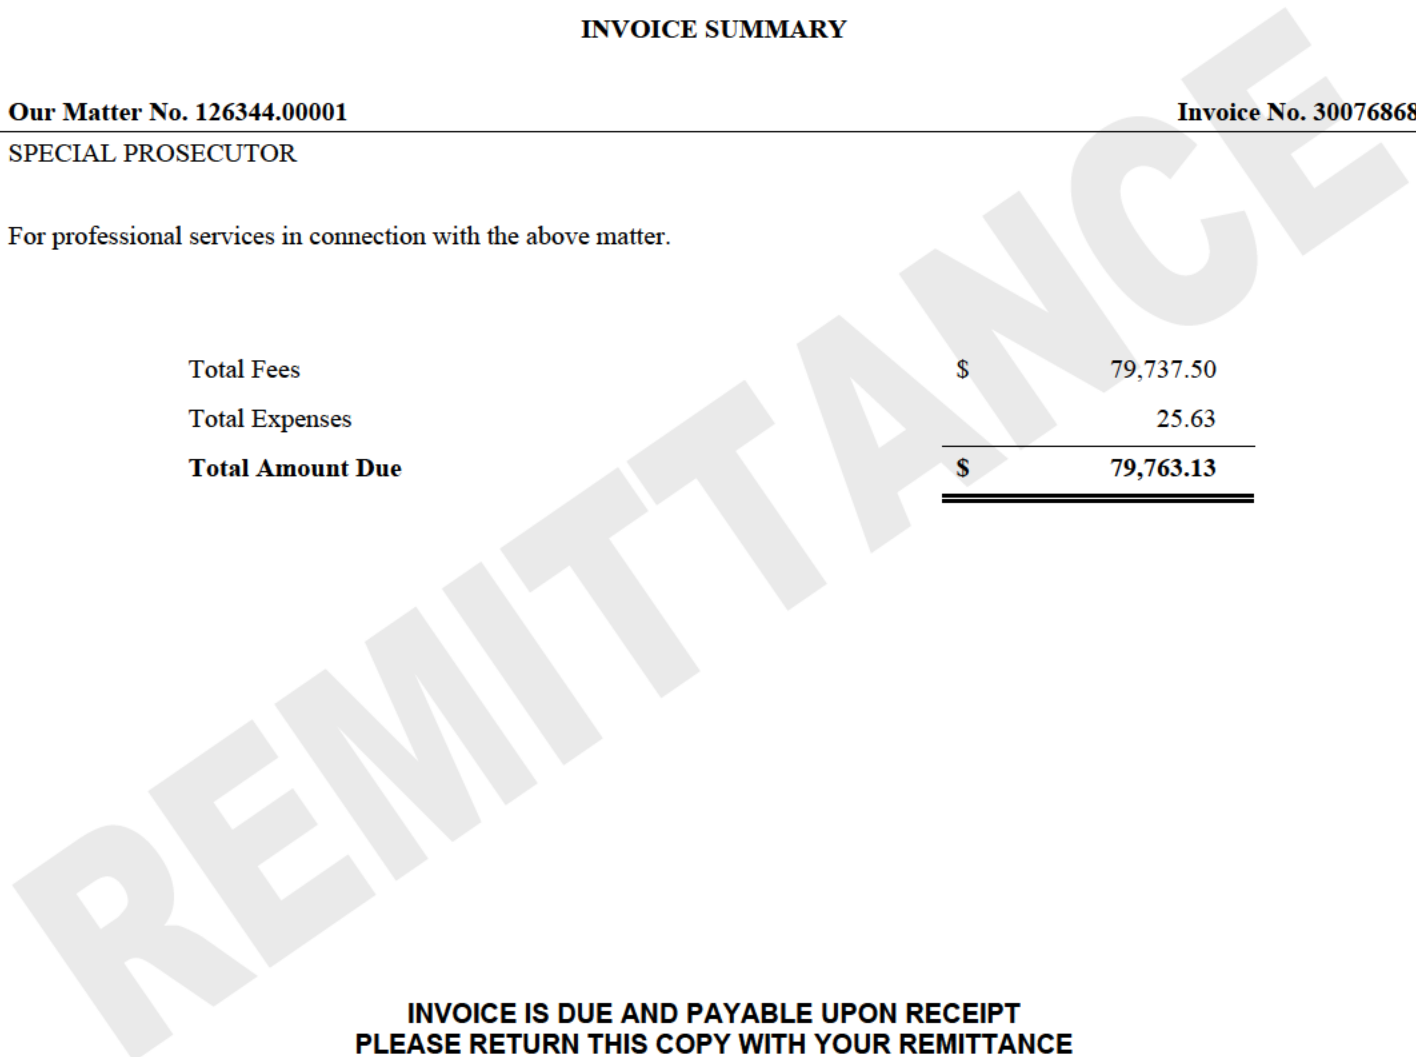 INVOICE SUMMARY
Our Matter No. 126344.00001 Invoice No. 30076868
SPECIAL PROSECUTOR
For professional services in connection with the above matter.
Total Fees $ 79,737.50
Total Expenses 25.63
Total Amount Due $ 79,763.13
REMITTANCE
INVOICE IS DUE AND PAYABLE UPON RECEIPT
PLEASE RETURN THIS COPY WITH YOUR REMITTANCE